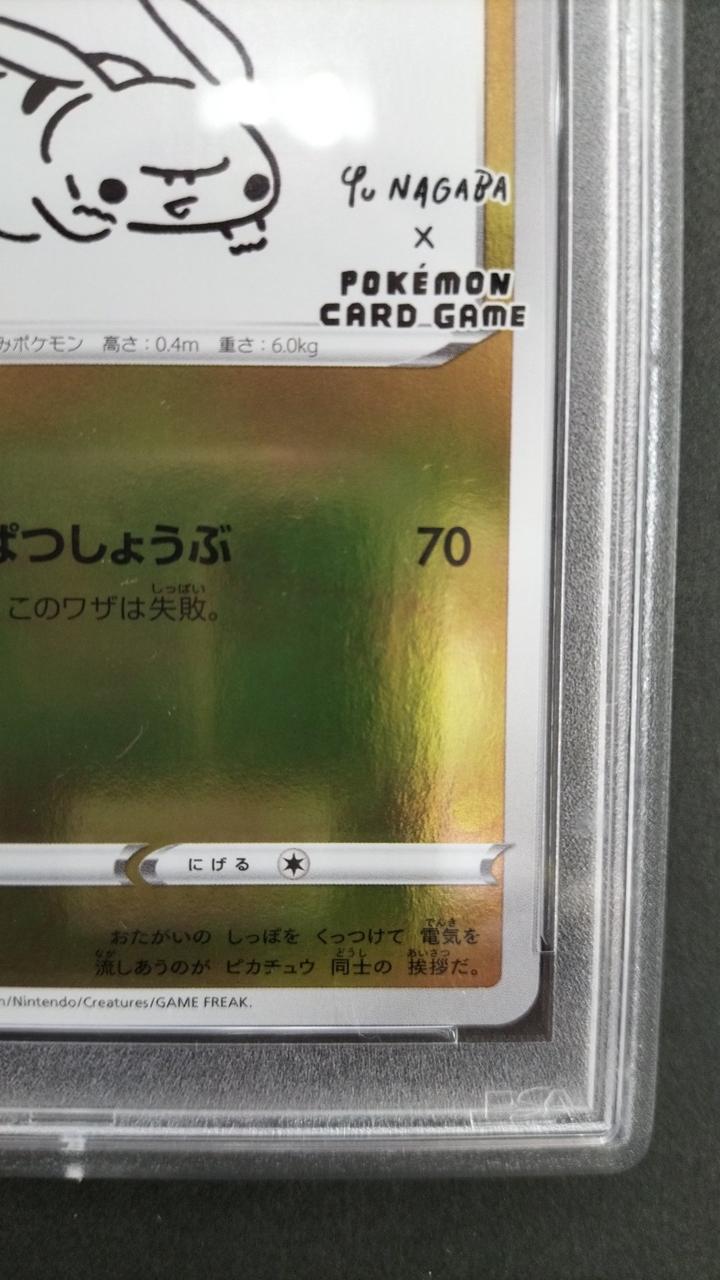 Yu NAGABA
×
POKÉMON
CARD GAME
みポケモン 高さ：0.4m 重さ：6.0kg
ぱつしょうぶ 70
しっぱい
このワザは失敗。
にげる
でんき
おたがいの しっぽを くっつけて 電気を
なが どうし あいさつ
流しあうのが ピカチュウ 同士の 挨拶だ。
n/Nintendo/Creatures/GAME FREAK.
PSA